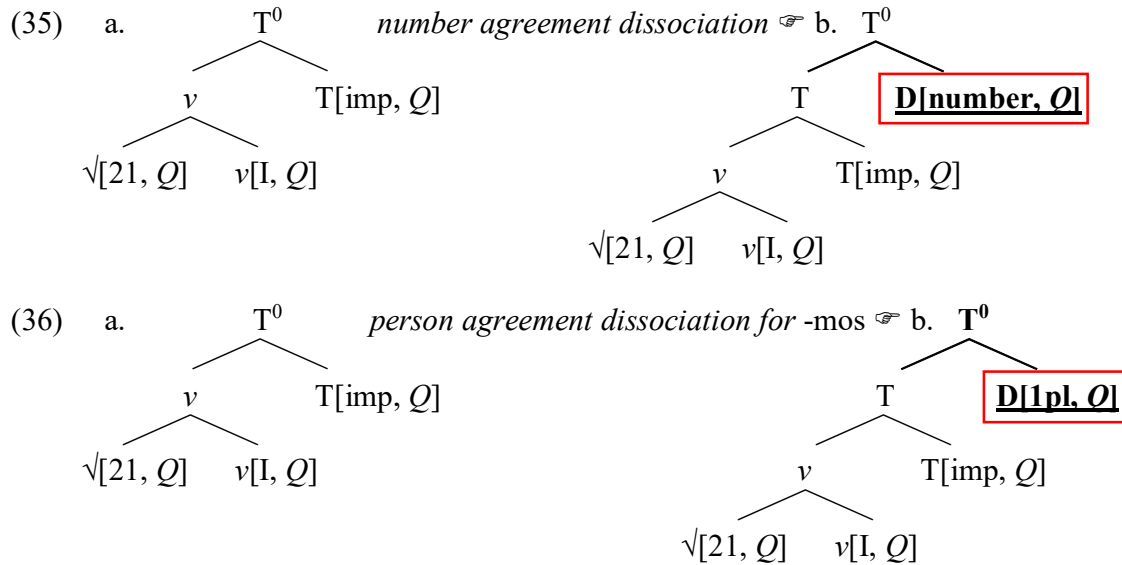 (35) a. T⁰ number agreement dissociation ☞ b. T⁰
v T[imp, Q] T D[number, Q]
√[21, Q] v[I, Q] v T[imp, Q]
√[21, Q] v[I, Q]
(36) a. T⁰ person agreement dissociation for -mos ☞ b. T⁰
v T[imp, Q] T D[1pl, Q]
√[21, Q] v[I, Q] v T[imp, Q]
√[21, Q] v[I, Q]